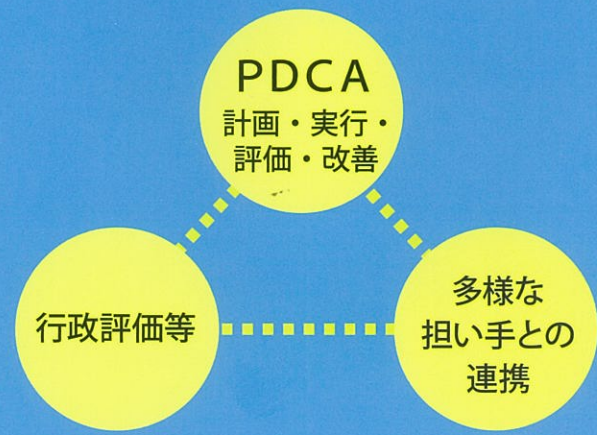 PDCA
計画・実行・
評価・改善
行政評価等
多様な
担い手との
連携